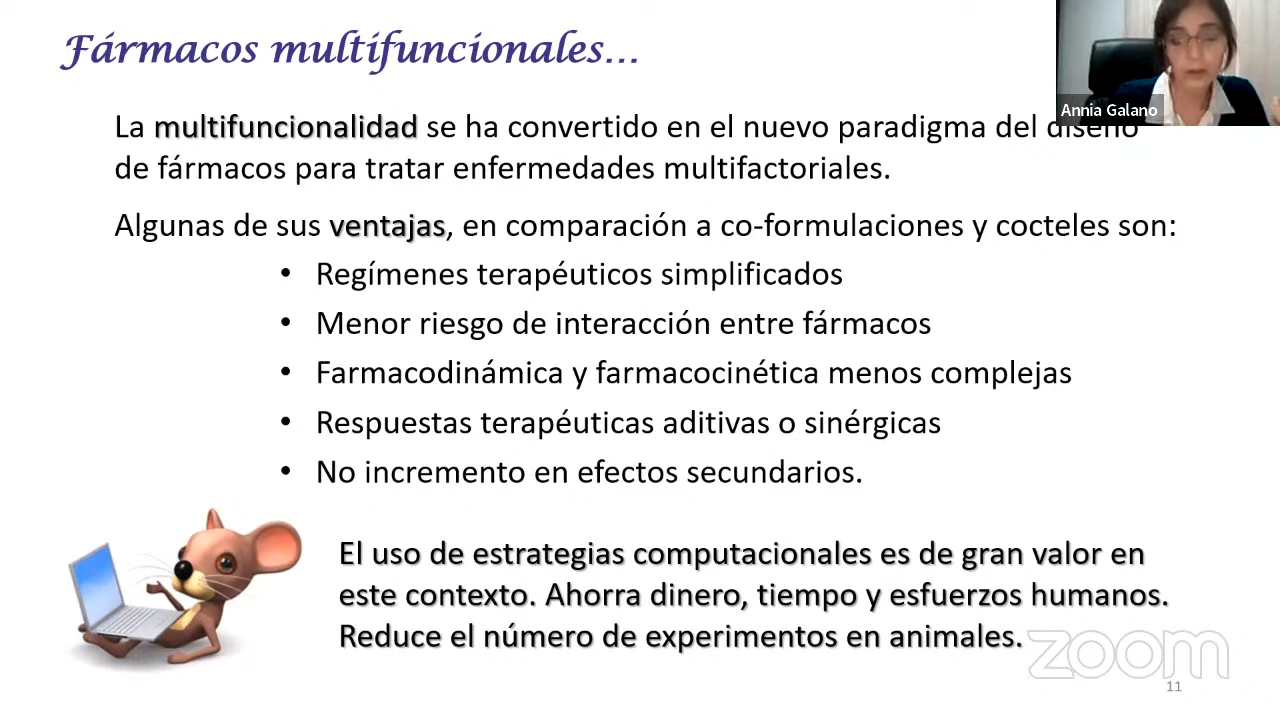 Fármacos multifuncionales...
Annia Galano
La multifuncionalidad se ha convertido en el nuevo paradigma del diseño
de fármacos para tratar enfermedades multifactoriales.
Algunas de sus ventajas, en comparación a co-formulaciones y cocteles son:
• Regímenes terapéuticos simplificados
• Menor riesgo de interacción entre fármacos
• Farmacodinámica y farmacocinética menos complejas
• Respuestas terapéuticas aditivas o sinérgicas
• No incremento en efectos secundarios.
El uso de estrategias computacionales es de gran valor en
este contexto. Ahorra dinero, tiempo y esfuerzos humanos.
Reduce el número de experimentos en animales.
zoom
11